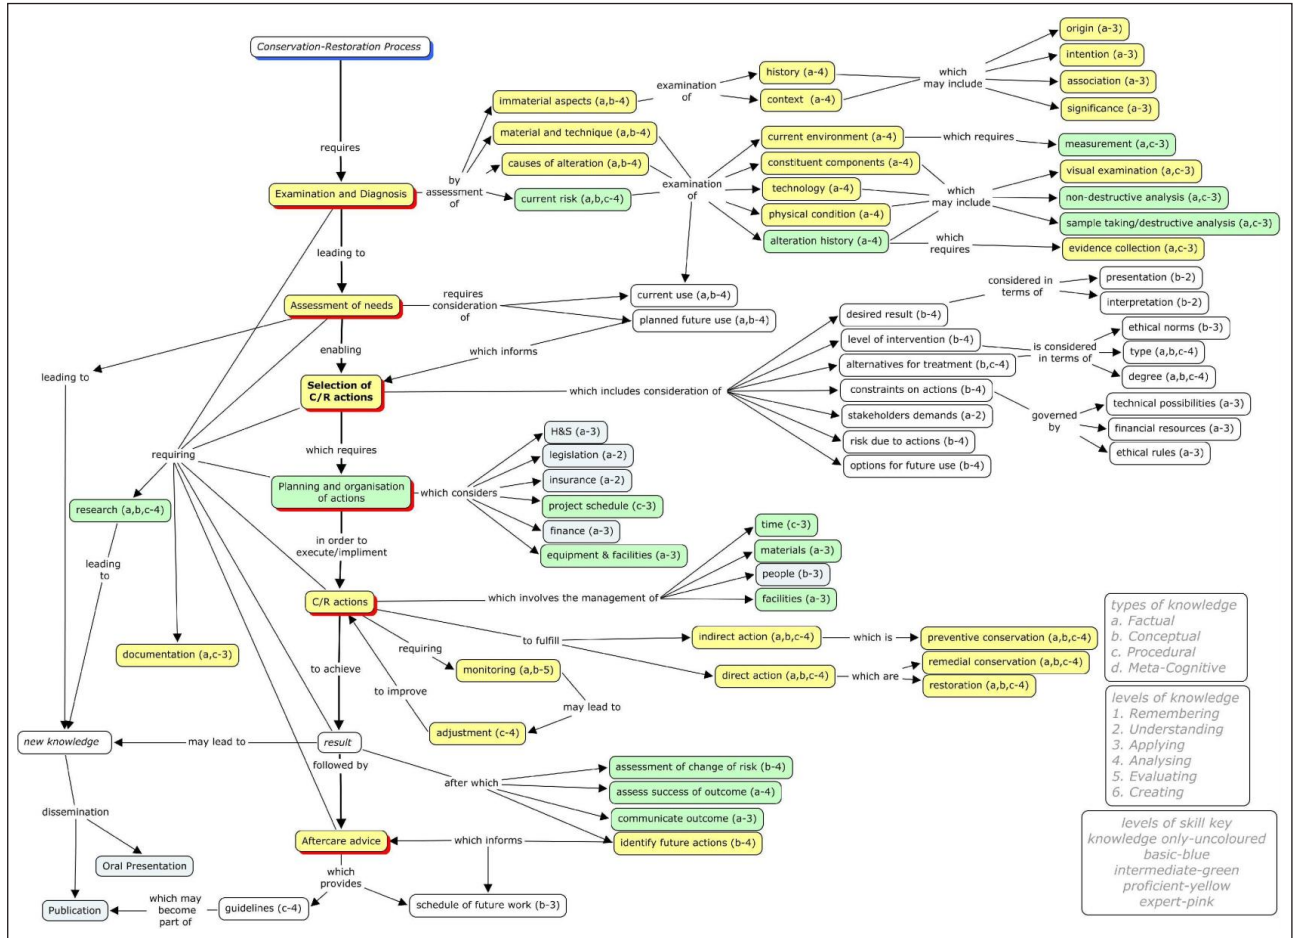 Conservation-Restoration Process
requires
Examination and Diagnosis
by
assessment
of
immaterial aspects (a,b-4)
material and technique (a,b-4)
causes of alteration (a,b-4)
current risk (a,b,c-4)
examination
of
history (a-4)
context (a-4)
which
may include
origin (a-3)
intention (a-3)
association (a-3)
significance (a-3)
examination
of
current environment (a-4)
constituent components (a-4)
technology (a-4)
physical condition (a-4)
alteration history (a-4)
which requires
measurement (a,c-3)
which
may include
visual examination (a,c-3)
non-destructive analysis (a,c-3)
sample taking/destructive analysis (a,c-3)
which
requires
evidence collection (a,c-3)
leading to
Assessment of needs
requires
consideration
of
current use (a,b-4)
planned future use (a,b-4)
which informs
enabling
leading to
Selection of
C/R actions
which includes consideration of
desired result (b-4)
level of intervention (b-4)
alternatives for treatment (b,c-4)
constraints on actions (b-4)
stakeholders demands (a-2)
risk due to actions (b-4)
options for future use (b-4)
considered in
terms of
presentation (b-2)
interpretation (b-2)
is considered
in terms of
ethical norms (b-3)
type (a,b,c-4)
degree (a,b,c-4)
governed
by
technical possibilities (a-3)
financial resources (a-3)
ethical rules (a-3)
which requires
requiring
Planning and organisation
of actions
which considers
H&S (a-3)
legislation (a-2)
insurance (a-2)
project schedule (c-3)
finance (a-3)
equipment & facilities (a-3)
research (a,b,c-4)
leading
to
in order to
execute/impliment
C/R actions
which involves the management of
time (c-3)
materials (a-3)
people (b-3)
facilities (a-3)
to fulfill
indirect action (a,b,c-4)
which is
preventive conservation (a,b,c-4)
direct action (a,b,c-4)
which are
remedial conservation (a,b,c-4)
restoration (a,b,c-4)
documentation (a,c-3)
to achieve
requiring
monitoring (a,b-5)
may lead to
to improve
adjustment (c-4)
new knowledge
may lead to
result
followed by
after which
assessment of change of risk (b-4)
assess success of outcome (a-4)
communicate outcome (a-3)
identify future actions (b-4)
dissemination
Oral Presentation
Publication
Aftercare advice
which informs
which
provides
guidelines (c-4)
schedule of future work (b-3)
which may
become
part of
types of knowledge
a. Factual
b. Conceptual
c. Procedural
d. Meta-Cognitive
levels of knowledge
1. Remembering
2. Understanding
3. Applying
4. Analysing
5. Evaluating
6. Creating
levels of skill key
knowledge only-uncoloured
basic-blue
intermediate-green
proficient-yellow
expert-pink